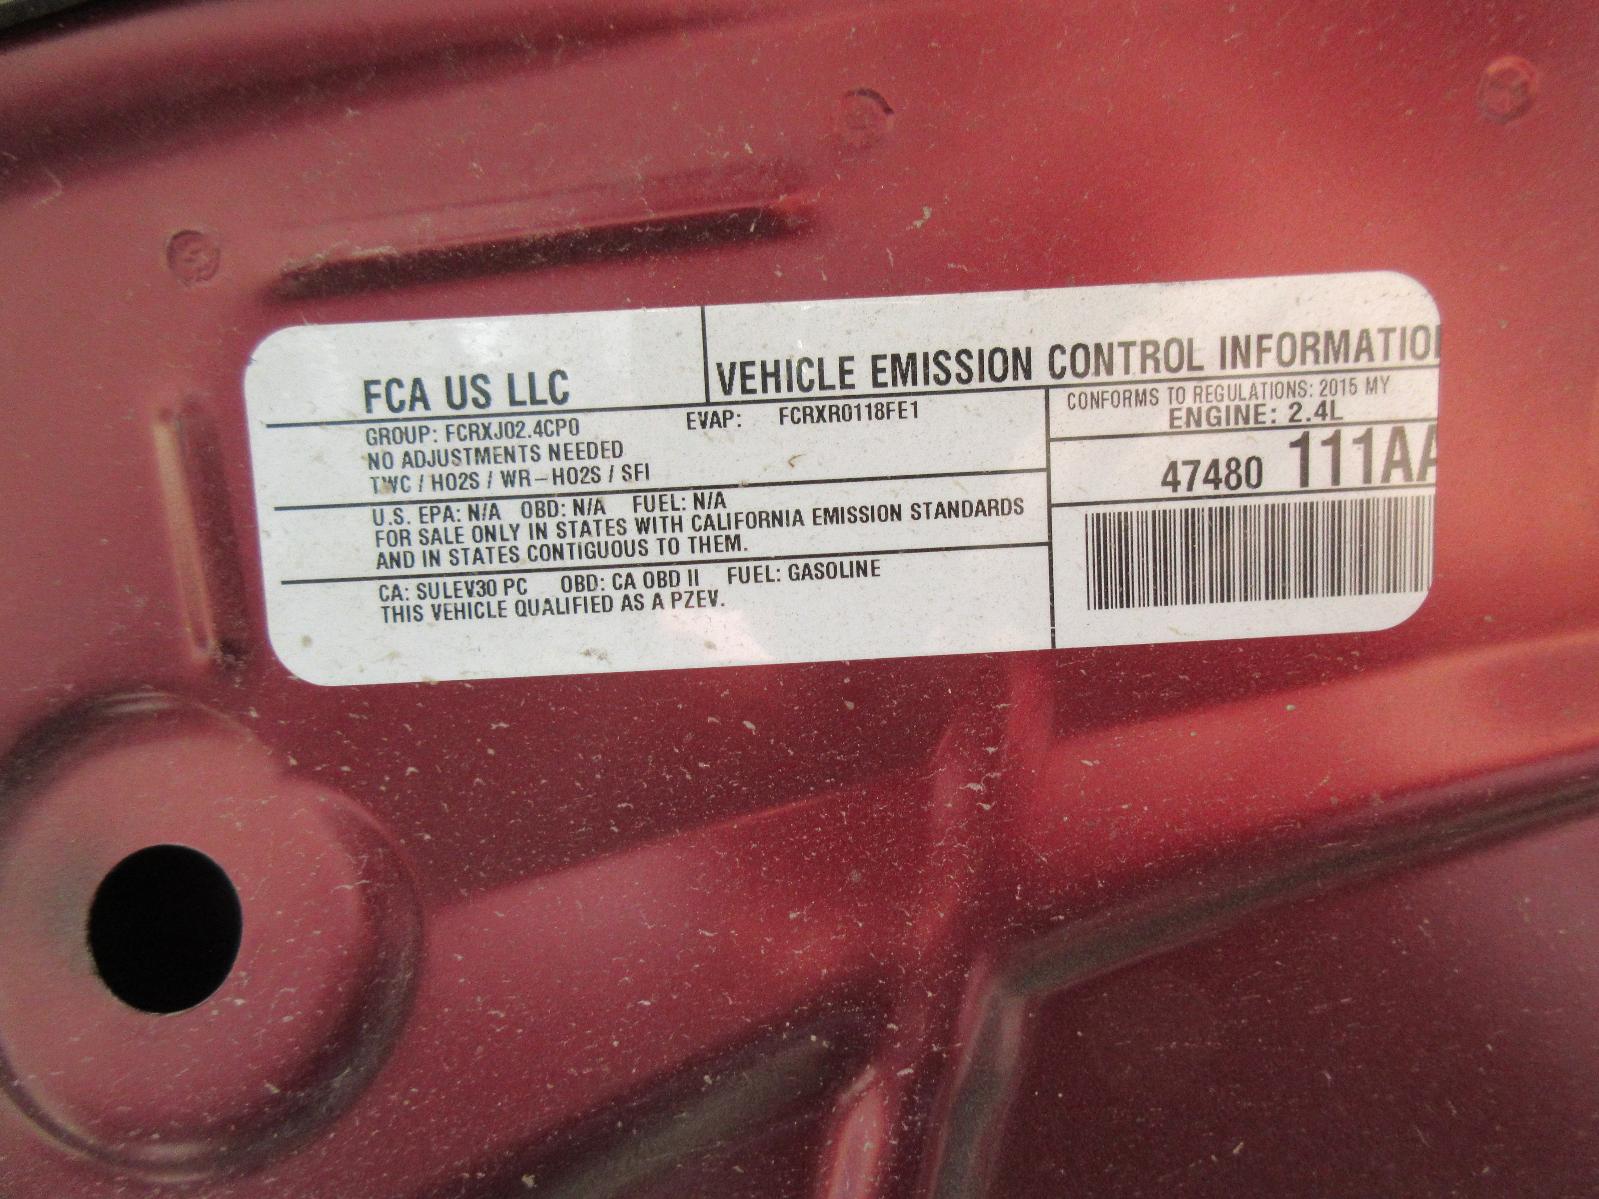 FCA US LLC
VEHICLE EMISSION CONTROL INFORMATIO
GROUP: FCRXJ02.4CP0
EVAP: FCRXR0118FE1
NO ADJUSTMENTS NEEDED
TWC / HO2S / WR-HO2S / SFI
U.S. EPA: N/A OBD: N/A FUEL: N/A
FOR SALE ONLY IN STATES WITH CALIFORNIA EMISSION STANDARDS
AND IN STATES CONTIGUOUS TO THEM.
CA: SULEV30 PC OBD: CA OBD II FUEL: GASOLINE
THIS VEHICLE QUALIFIED AS A PZEV.
CONFORMS TO REGULATIONS: 2015 MY
ENGINE: 2.4L
47480 111AA